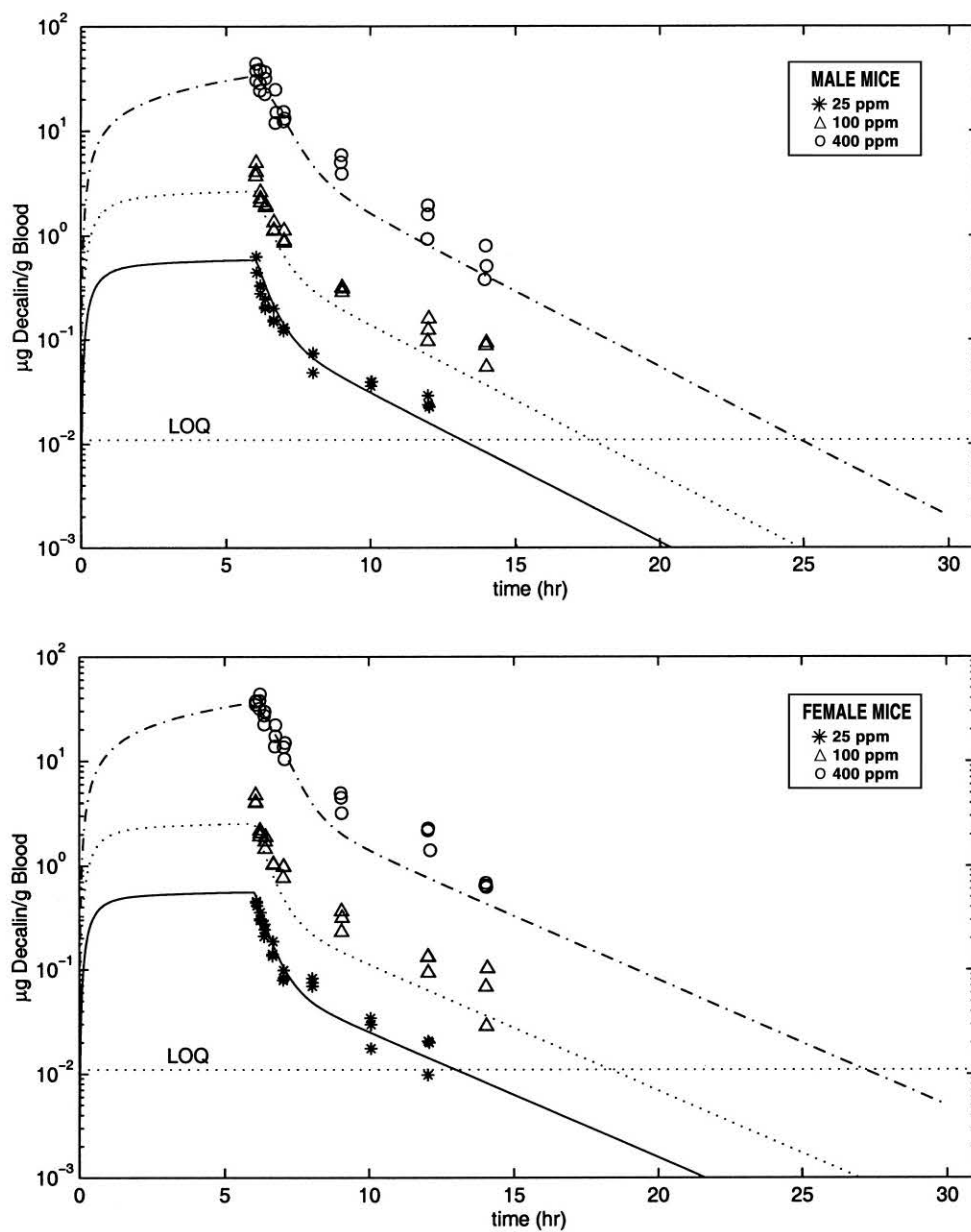 10^2
10^1
10^0
10^-1
10^-2
10^-3
µg Decalin/g Blood
MALE MICE
✳ 25 ppm
△ 100 ppm
○ 400 ppm
LOQ
0 5 10 15 20 25 30
time (hr)
10^2
10^1
10^0
10^-1
10^-2
10^-3
µg Decalin/g Blood
FEMALE MICE
✳ 25 ppm
△ 100 ppm
○ 400 ppm
LOQ
0 5 10 15 20 25 30
time (hr)